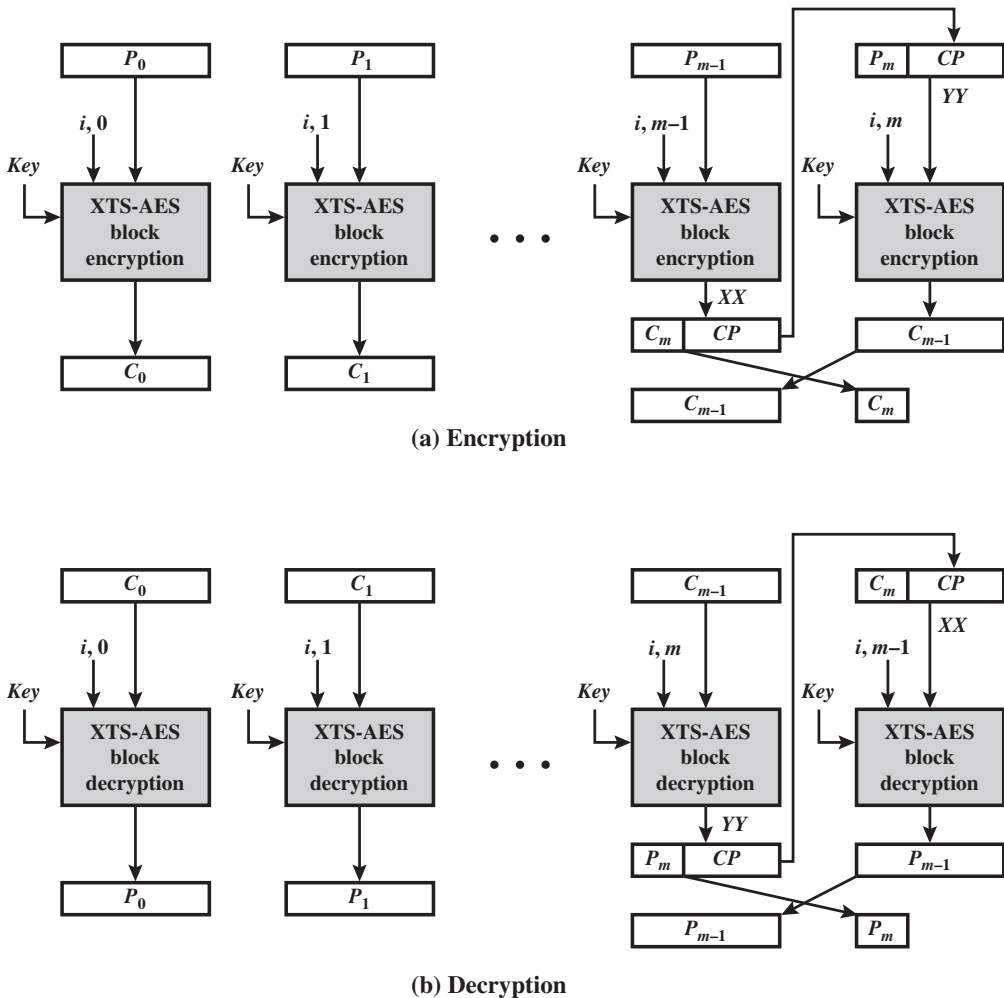 P0 P1 Pm−1 Pm CP
YY
i, 0 i, 1 i, m−1 i, m
Key Key Key Key
XTS-AES XTS-AES XTS-AES XTS-AES
block block block block
encryption encryption • • • encryption encryption
XX
Cm CP Cm−1
C0 C1 Cm−1 Cm
(a) Encryption
C0 C1 Cm−1 Cm CP
XX
i, 0 i, 1 i, m i, m−1
Key Key Key Key
XTS-AES XTS-AES XTS-AES XTS-AES
block block block block
decryption decryption • • • decryption decryption
YY
Pm CP Pm−1
P0 P1 Pm−1 Pm
(b) Decryption